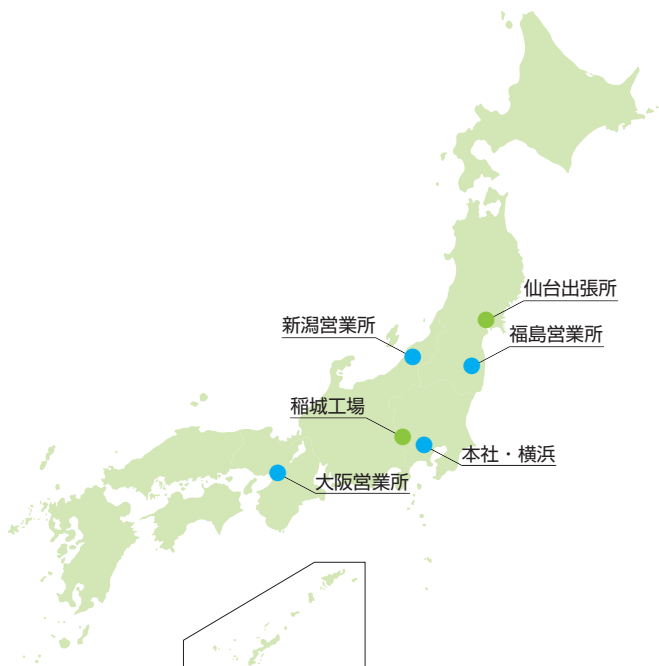 仙台出張所
新潟営業所
福島営業所
稲城工場
本社・横浜
大阪営業所